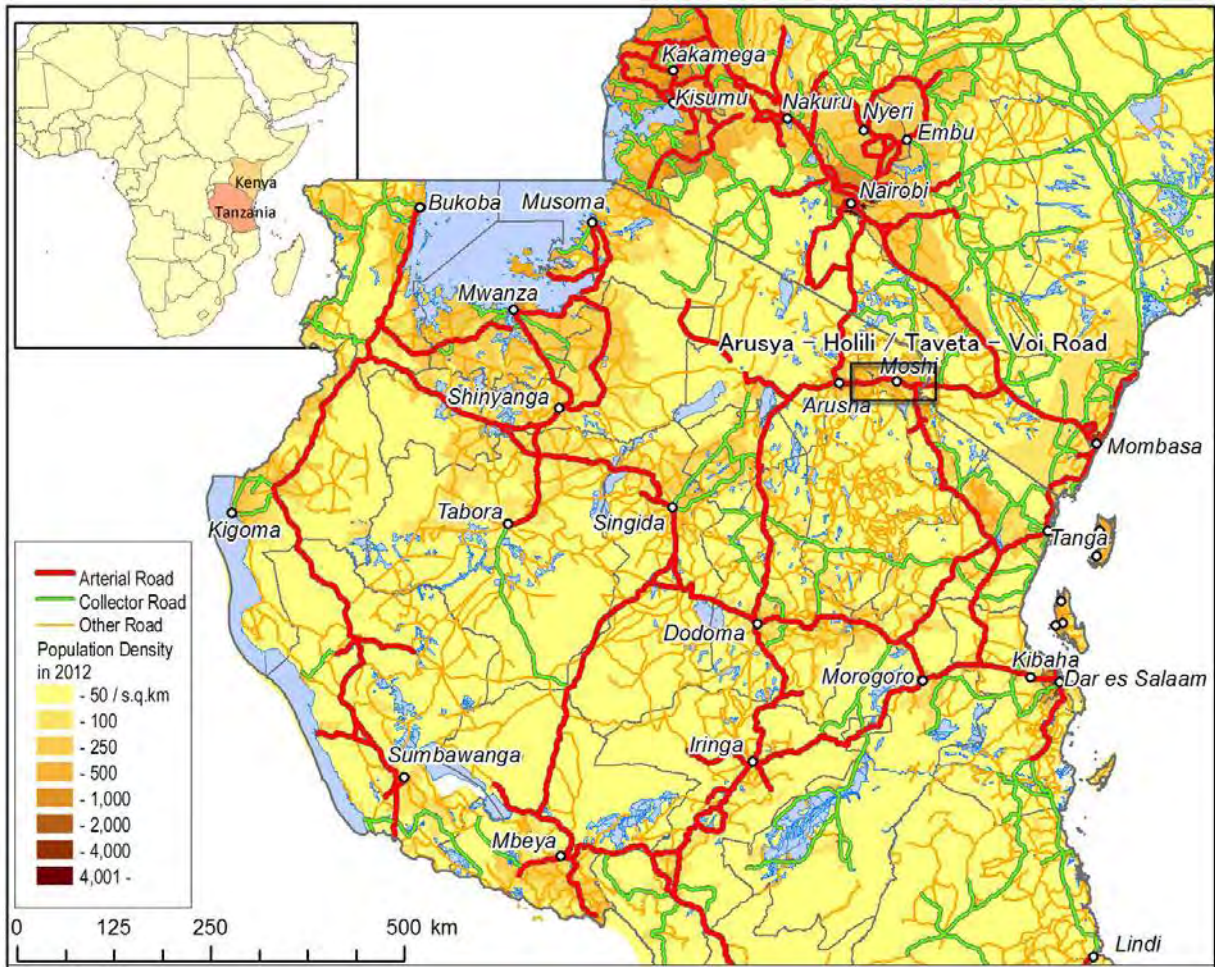 Kenya
Tanzania
Kakamega
Kisumu
Nakuru
Nyeri
Embu
Nairobi
Bukoba
Musoma
Mwanza
Arusya – Holili / Taveta – Voi Road
Moshi
Arusha
Shinyanga
Mombasa
Kigoma
Tabora
Singida
Tanga
Dodoma
Kibaha
Morogoro
Dar es Salaam
Iringa
Sumbawanga
Mbeya
Lindi
Arterial Road
Collector Road
Other Road
Population Density
in 2012
- 50 / s.q.km
- 100
- 250
- 500
- 1,000
- 2,000
- 4,000
4,001 -
0 125 250 500 km